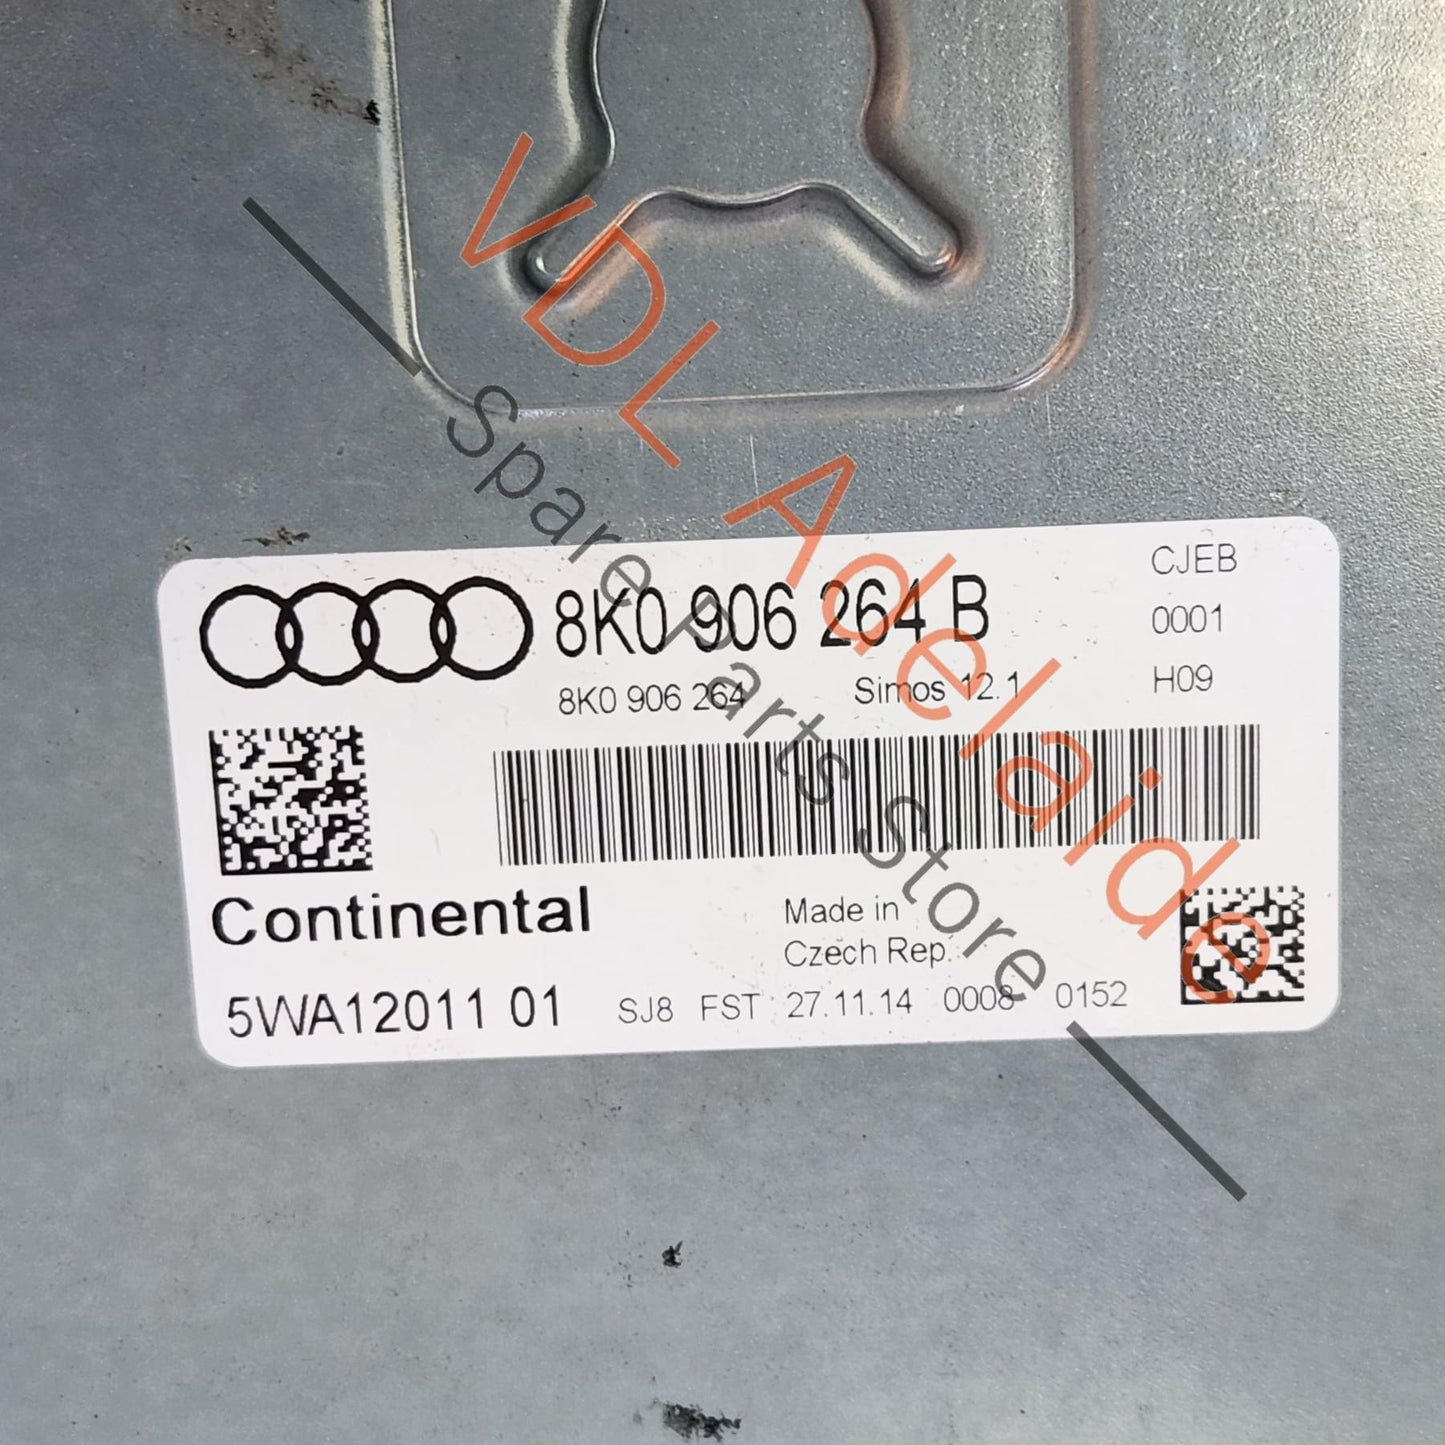 8K0 906 264 B
CJEB
0001
H09
8K0 906 264
Simos 12.1
Continental
Made in
Czech Rep.
5WA12011 01
SJ8 FST 27.11.14 0008 0152
VDL Adelaide
Spare Parts Store